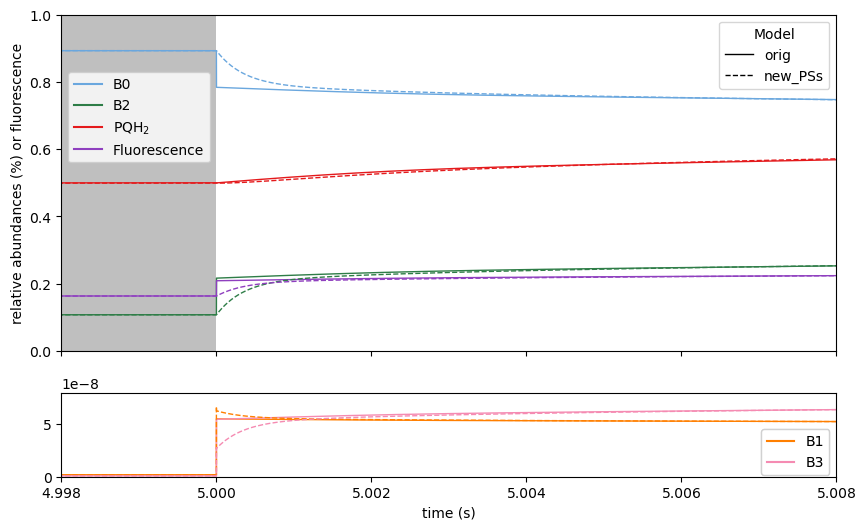 relative abundances (%) or fluorescence
1.0
0.8
0.6
0.4
0.2
0.0
B0
B2
PQH₂
Fluorescence
Model
orig
new_PSs
1e−8
5
0
B1
B3
4.998
5.000
5.002
5.004
5.006
5.008
time (s)